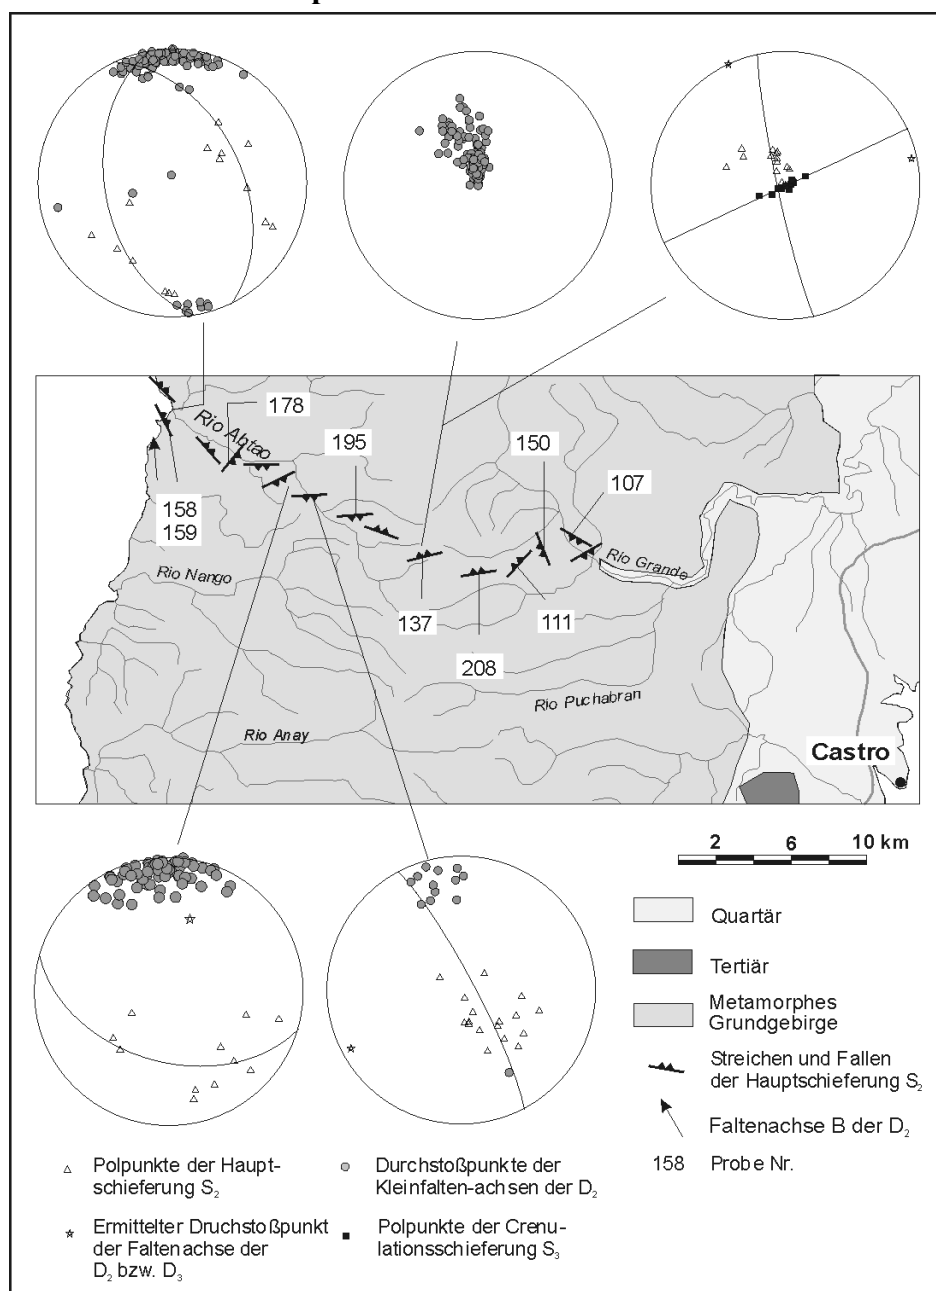 178
Rio Abtao
195
150
107
158
159
Rio Grande
Rio Nango
137
111
208
Rio Puchabran
Rio Anay
Castro
2 6 10 km
Quartär
Tertiär
Metamorphes
Grundgebirge
Streichen und Fallen
der Hauptschieferung S2
Faltenachse B der D2
158 Probe Nr.
Polpunkte der Haupt-
schieferung S2
Durchstoßpunkte der
Kleinfalten-achsen der D2
Ermittelter Druchstoßpunkt
der Faltenachse der
D2 bzw. D3
Polpunkte der Crenu-
lationsschieferung S3